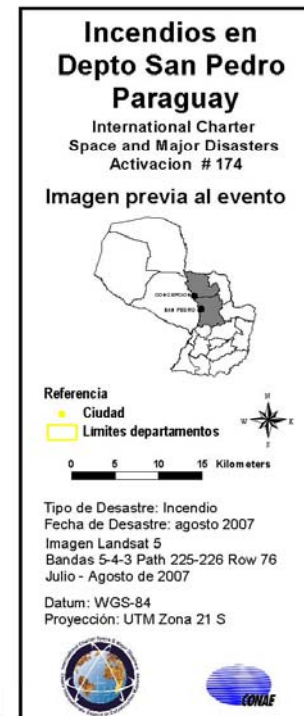 Incendios en
Depto San Pedro
Paraguay
International Charter
Space and Major Disasters
Activacion # 174
Imagen previa al evento
CONCEPCION
SAN PEDRO
Referencia
Ciudad
Limites departamentos
N
W E
S
0 5 10 15 Kilometers
Tipo de Desastre: Incendio
Fecha de Desastre: agosto 2007
Imagen Landsat 5
Bandas 5-4-3 Path 225-226 Row 76
Julio - Agosto de 2007
Datum: WGS-84
Proyección: UTM Zona 21 S
CONAE